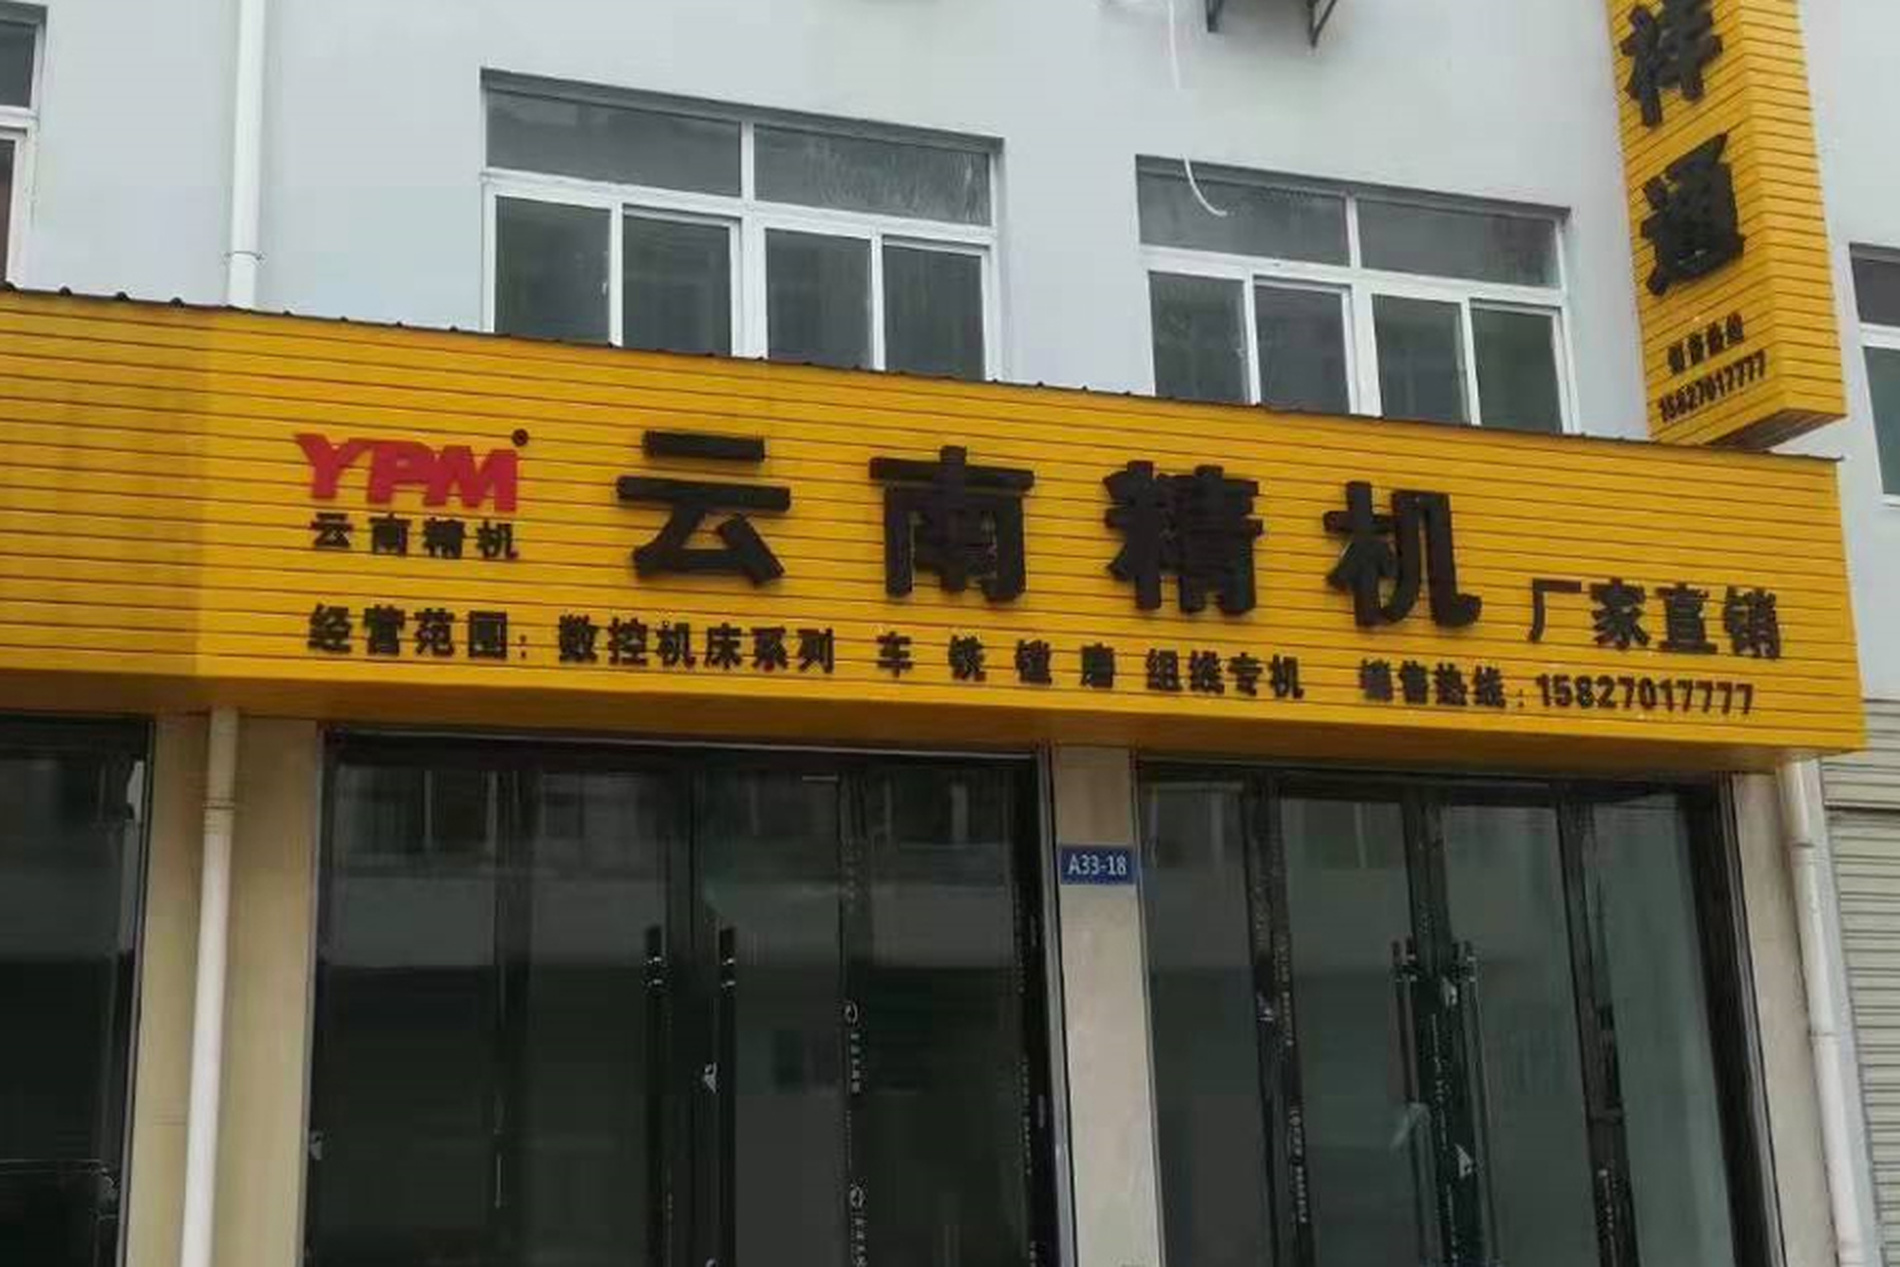 祥通
销售热线
15827017777
YPM
云南精机
云南精机
厂家直销
经营范围：数控机床系列 车 铣 镗 磨 组线专机 销售热线：15827017777
A33-18